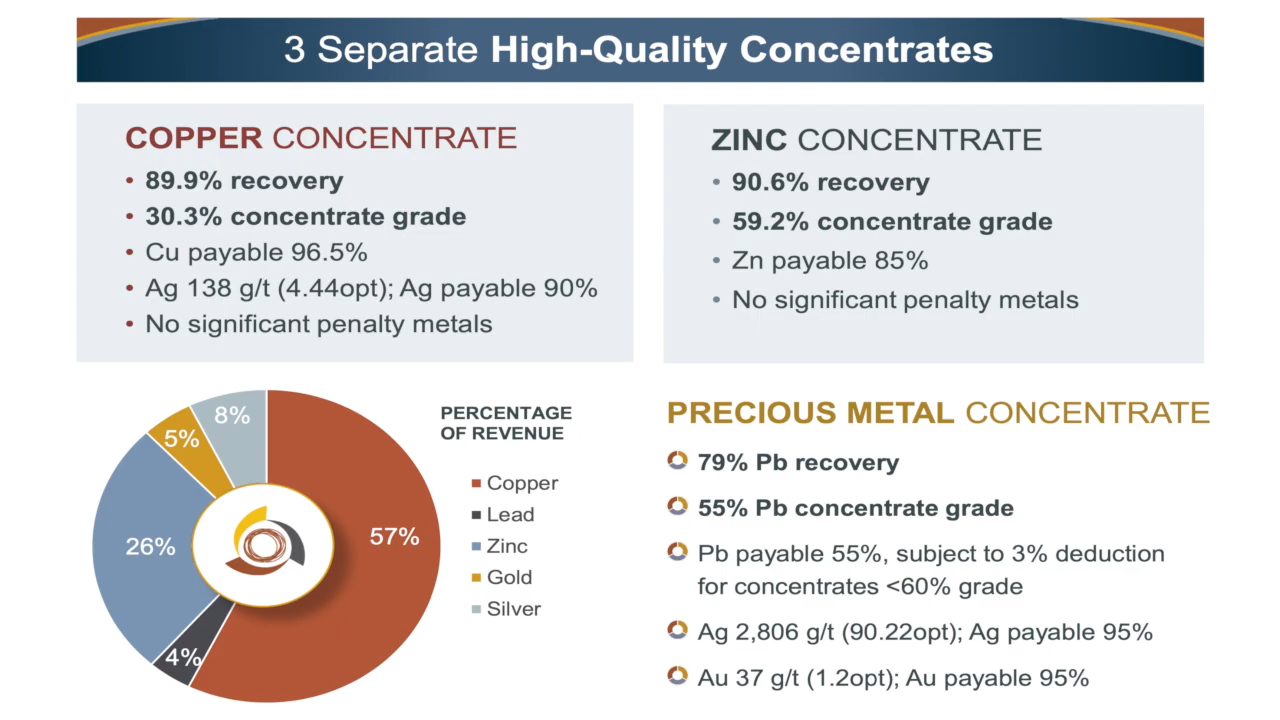 3 Separate High-Quality Concentrates
COPPER CONCENTRATE
• 89.9% recovery
• 30.3% concentrate grade
• Cu payable 96.5%
• Ag 138 g/t (4.44opt); Ag payable 90%
• No significant penalty metals
ZINC CONCENTRATE
• 90.6% recovery
• 59.2% concentrate grade
• Zn payable 85%
• No significant penalty metals
8%
5%
57%
26%
4%
PERCENTAGE
OF REVENUE
Copper
Lead
Zinc
Gold
Silver
PRECIOUS METAL CONCENTRATE
79% Pb recovery
55% Pb concentrate grade
Pb payable 55%, subject to 3% deduction
for concentrates <60% grade
Ag 2,806 g/t (90.22opt); Ag payable 95%
Au 37 g/t (1.2opt); Au payable 95%